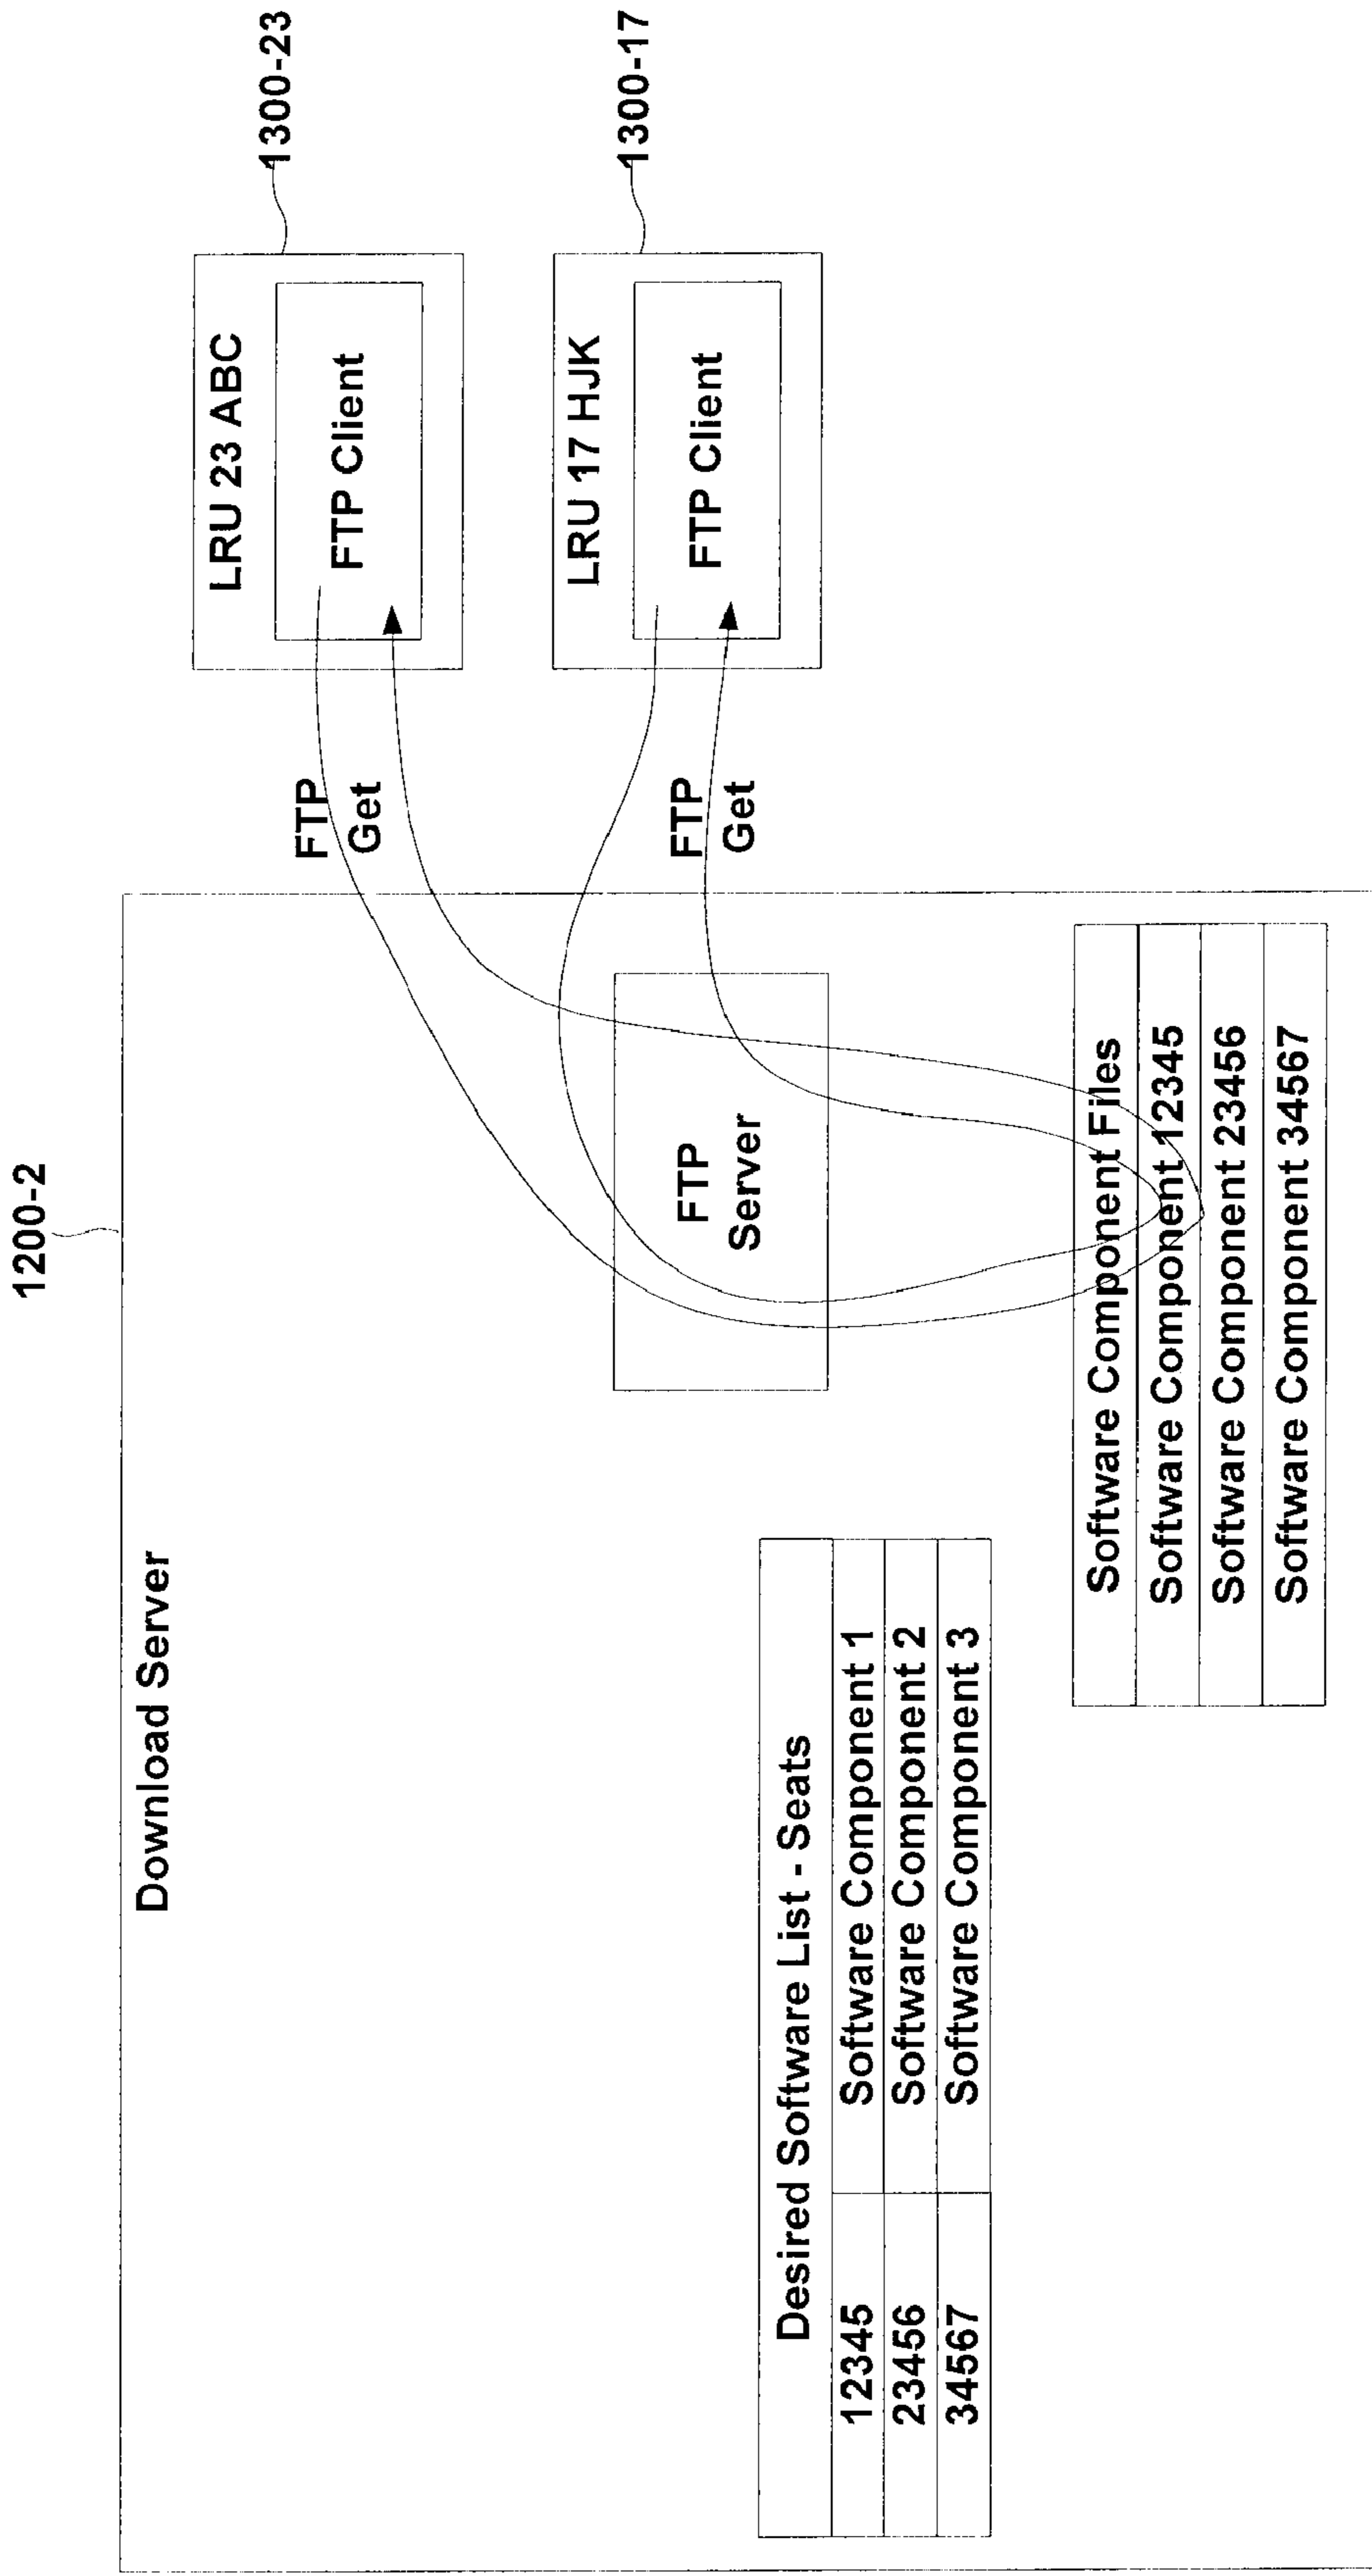 1200-2
Download Server
Desired Software List - Seats
12345 Software Component 1
23456 Software Component 2
34567 Software Component 3
FTP
Server
Software Component Files
Software Component 12345
Software Component 23456
Software Component 34567
FTP
Get
FTP
Get
LRU 23 ABC
FTP Client
1300-23
LRU 17 HJK
FTP Client
1300-17